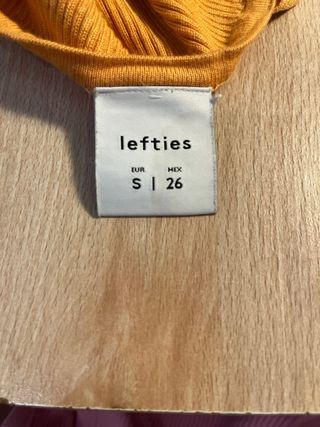 lefties
EUR MEX
S | 26